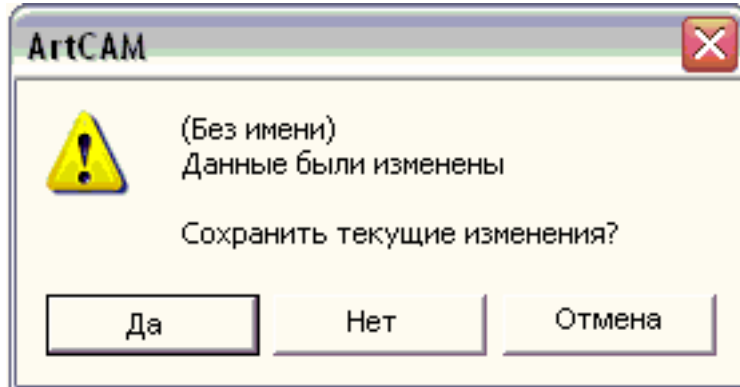 ArtCAM
(Без имени)
Данные были изменены
Сохранить текущие изменения?
Да
Нет
Отмена